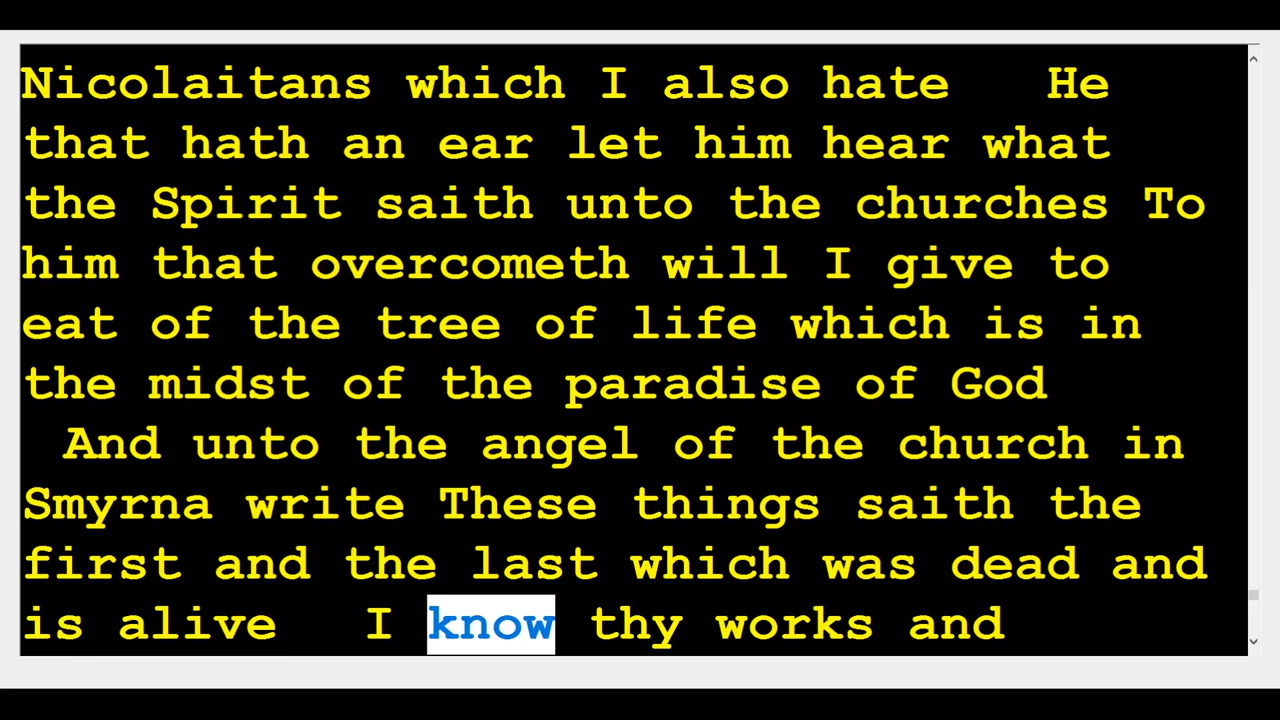 Nicolaitans which I also hate   He
that hath an ear let him hear what
the Spirit saith unto the churches To
him that overcometh will I give to
eat of the tree of life which is in
the midst of the paradise of God
And unto the angel of the church in
Smyrna write These things saith the
first and the last which was dead and
is alive   I know thy works and